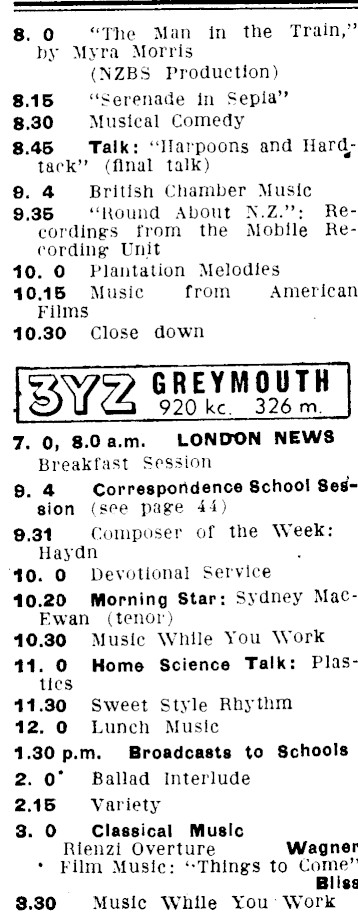 8. 0 "The Man in the Train,"
by Myra Morris
(NZBS Production)
8.15 "Serenade in Sepia"
8.30 Musical Comedy
8.45 Talk: "Harpoons and Hard-
tack" (final talk)
9. 4 British Chamber Music
9.35 "Round About N.Z.": Re-
cordings from the Mobile Re-
cording Unit
10. 0 Plantation Melodies
10.15 Music from American
Films
10.30 Close down
3YZ GREYMOUTH
920 kc. 326 m.
7. 0, 8.0 a.m. LONDON NEWS
Breakfast Session
9. 4 Correspondence School Ses-
sion (see page 44)
9.31 Composer of the Week:
Haydn
10. 0 Devotional Service
10.20 Morning Star: Sydney Mac-
Ewan (tenor)
10.30 Music While You Work
11. 0 Home Science Talk: Plas-
tics
11.30 Sweet Style Rhythm
12. 0 Lunch Music
1.30 p.m. Broadcasts to Schools
2. 0 Ballad Interlude
2.15 Variety
3. 0 Classical Music
Rienzi Overture Wagner
Film Music: "Things to Come"
Bliss
3.30 Music While You Work